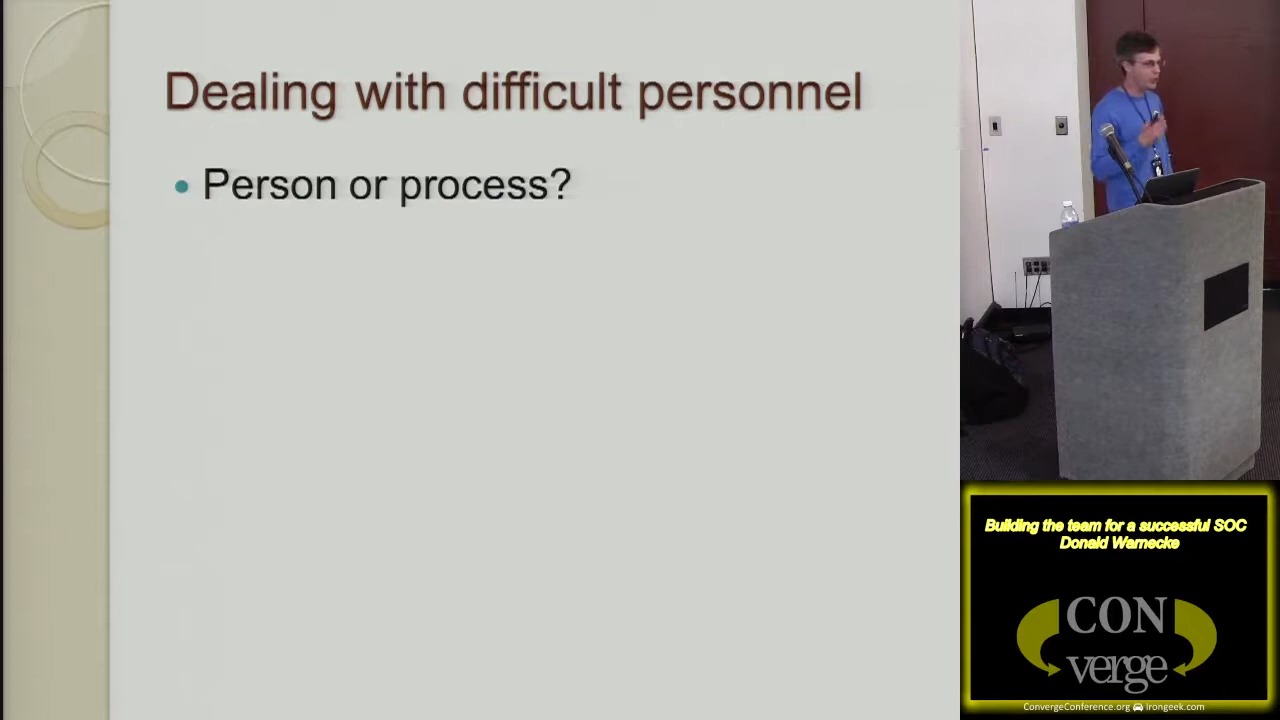 Dealing with difficult personnel
• Person or process?
Building the team for a successful SOC
Donald Warnecke
CON
verge
ConvergeConference.org Irongeek.com